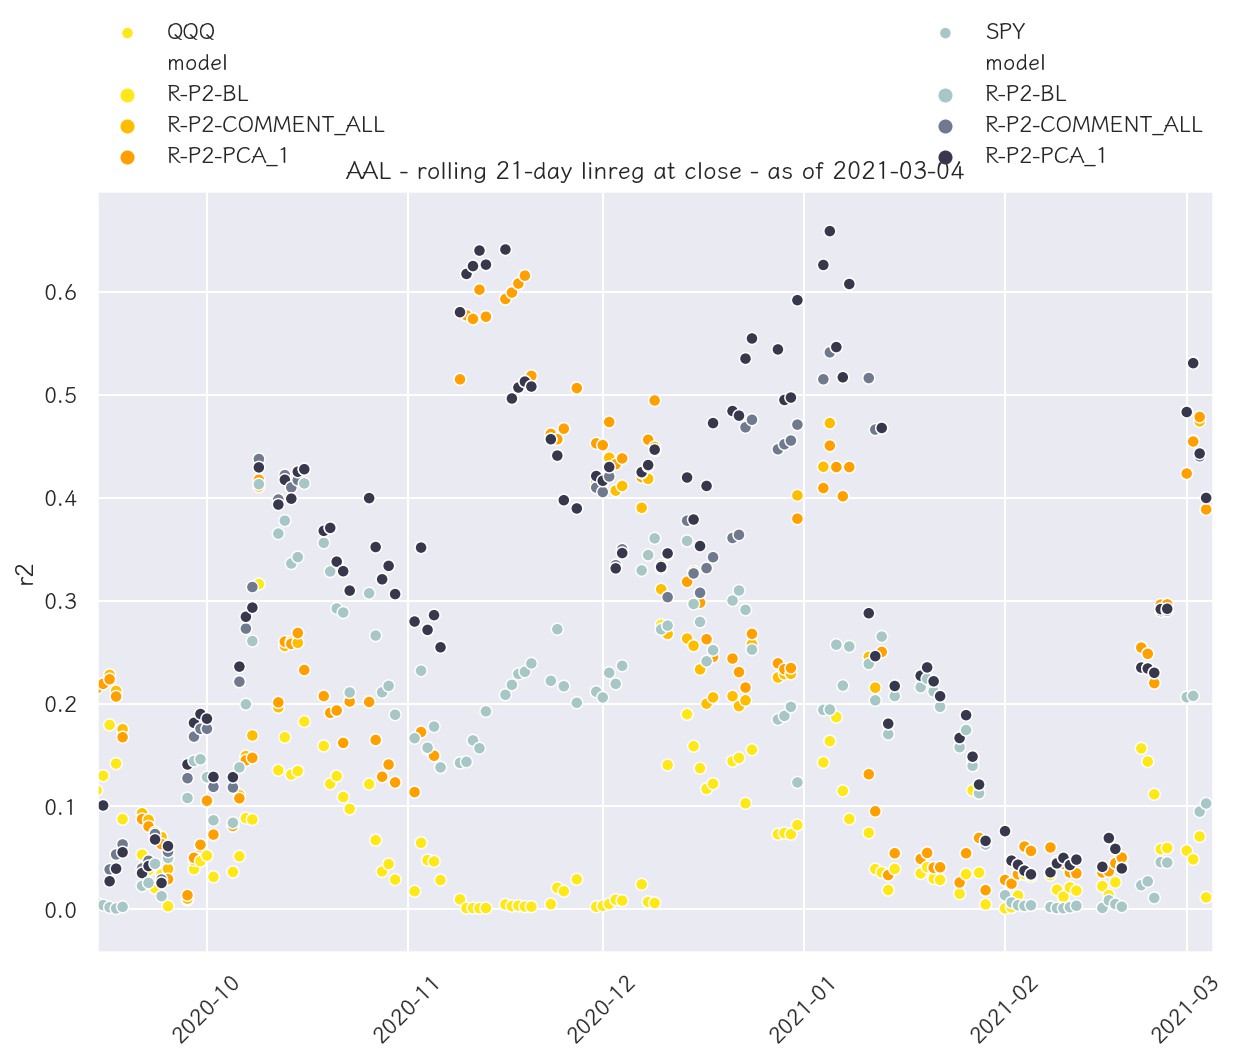 QQQ
model
R-P2-BL
R-P2-COMMENT_ALL
R-P2-PCA_1
SPY
model
R-P2-BL
R-P2-COMMENT_ALL
R-P2-PCA_1
AAL - rolling 21-day linreg at close - as of 2021-03-04
r2
0.6
0.5
0.4
0.3
0.2
0.1
0.0
2020-10
2020-11
2020-12
2021-01
2021-02
2021-03